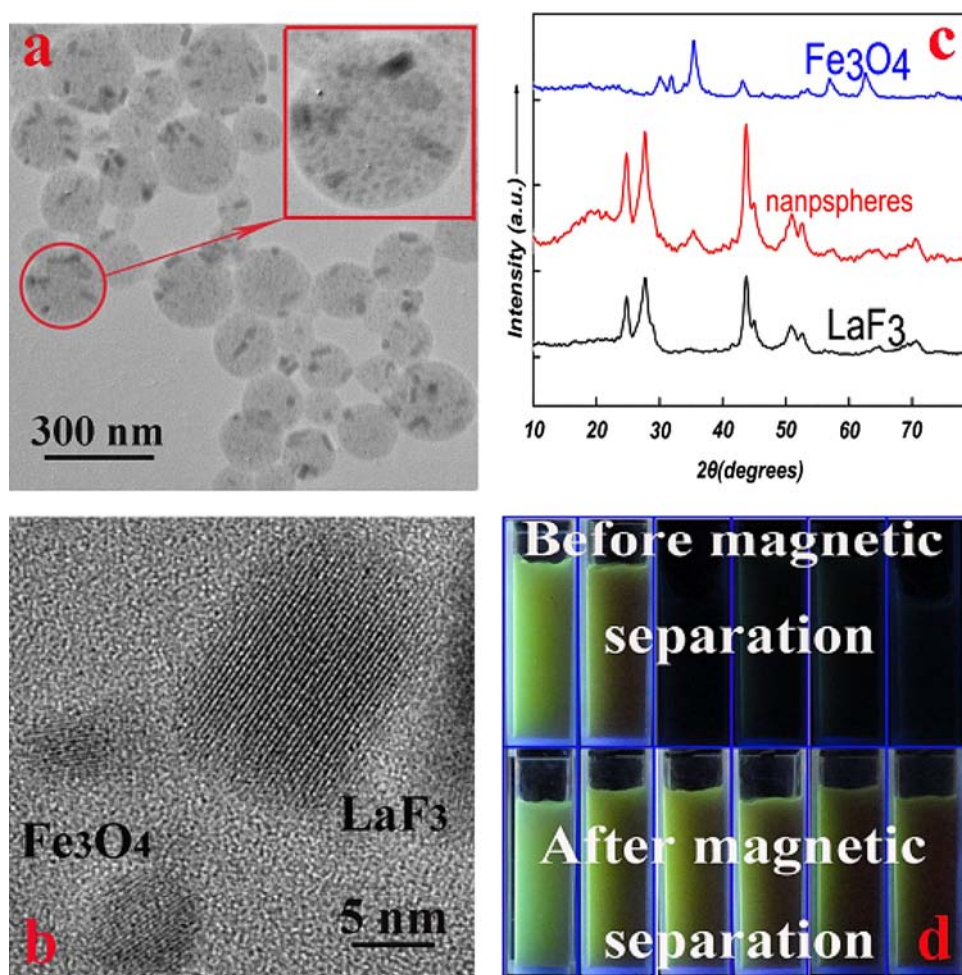 a
300 nm
c
Fe3O4
nanpspheres
LaF3
Intensity (a.u.)
10 20 30 40 50 60 70
2θ(degrees)
Fe3O4
LaF3
5 nm
b
Before magnetic
separation
After magnetic
separation
d